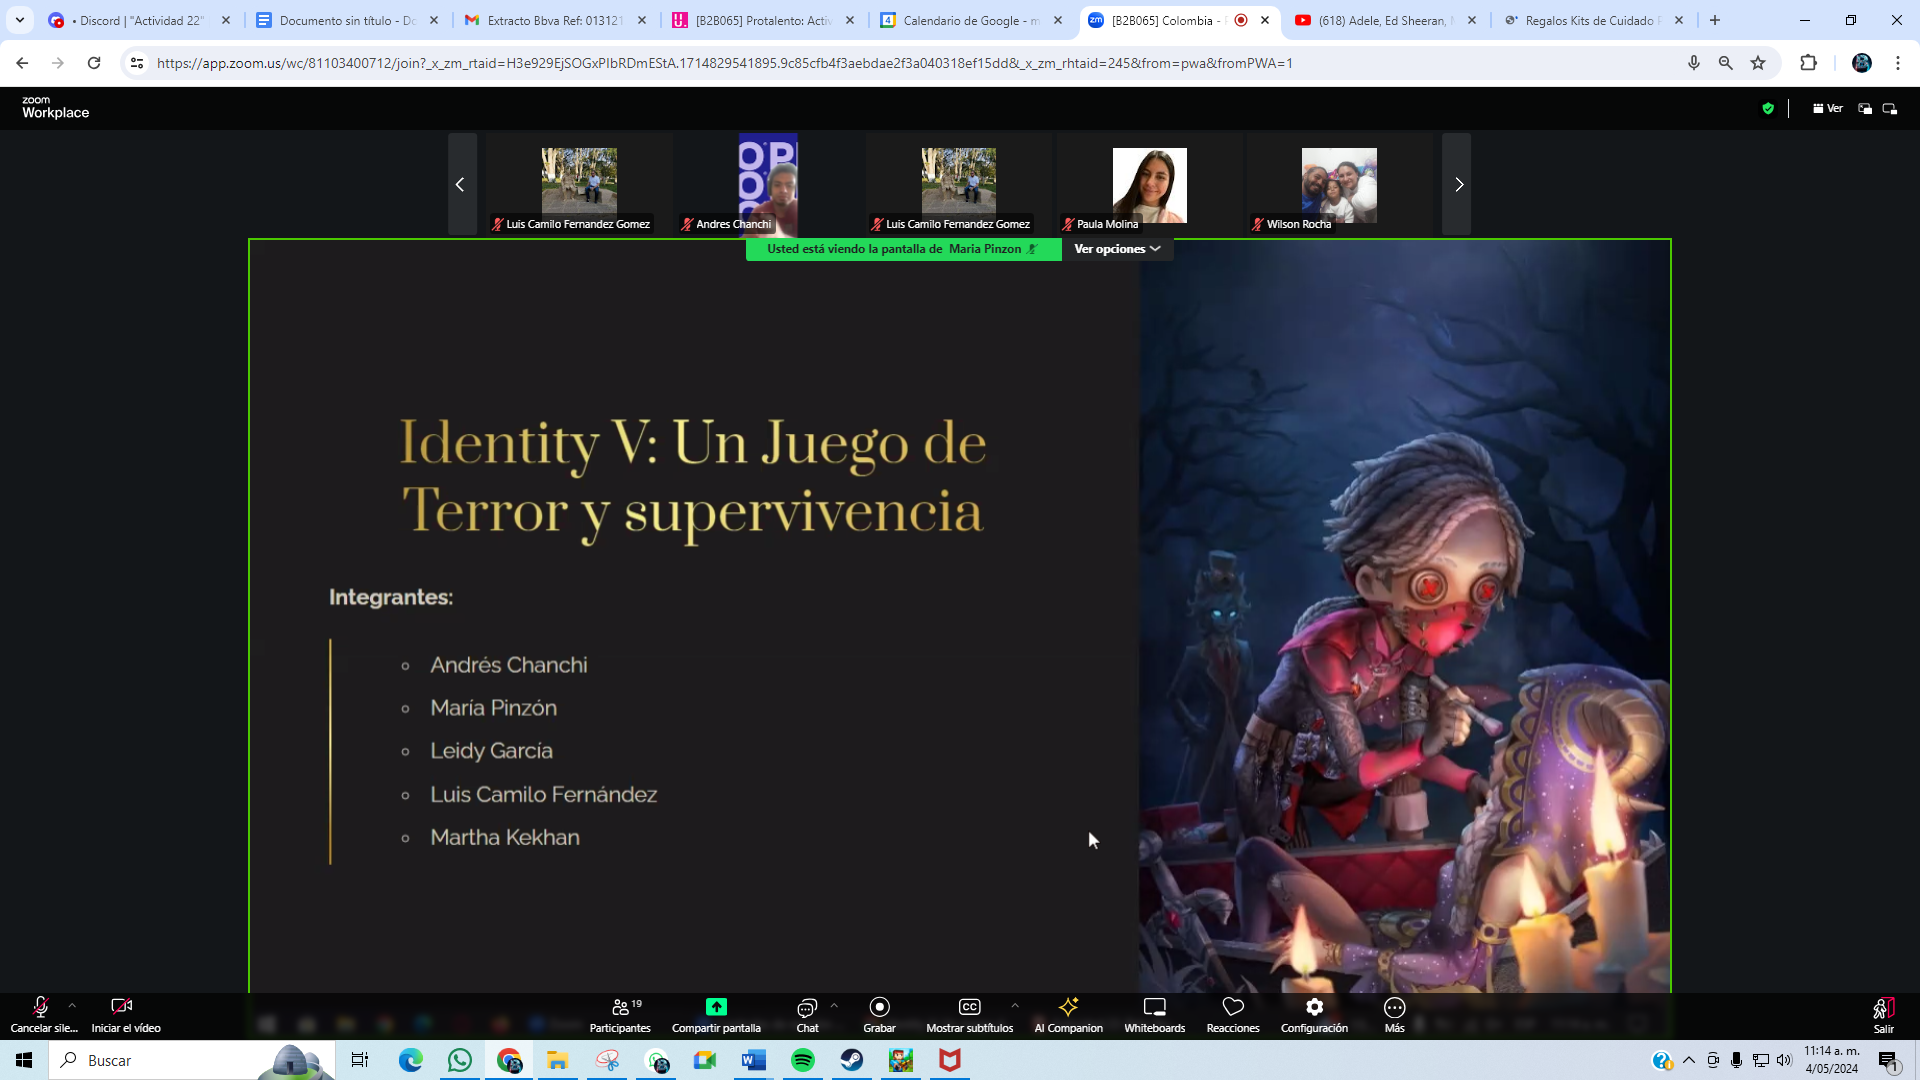 • Discord | "Actividad 22"
Documento sin título - Do
Extracto Bbva Ref: 013121
[B2B065] Protalento: Activ
Calendario de Google - m
[B2B065] Colombia -
(618) Adele, Ed Sheeran,
Regalos Kits de Cuidado
https://app.zoom.us/wc/81103400712/join?_x_zm_rtaid=H3e929EjSOGxPIbRDmEStA.1714829541895.9c85cfb4f3aebdae2f3a040318ef15dd&_x_zm_rhtaid=245&from=pwa&fromPWA=1
zoom
Workplace
Ver
Luis Camilo Fernandez Gomez
Andres Chanchi
Luis Camilo Fernandez Gomez
Paula Molina
Wilson Rocha
Usted está viendo la pantalla de Maria Pinzon
Ver opciones
Identity V: Un Juego de
Terror y supervivencia
Integrantes:
Andrés Chanchi
María Pinzón
Leidy García
Luis Camilo Fernández
Martha Kekhan
Cancelar sile...
Iniciar el vídeo
Participantes
19
Compartir pantalla
Chat
Grabar
CC
Mostrar subtítulos
AI Companion
Whiteboards
Reacciones
Configuración
Más
Salir
Buscar
11:14 a. m.
4/05/2024
1